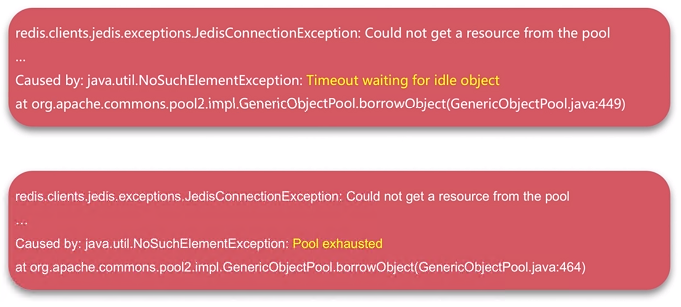 redis.clients.jedis.exceptions.JedisConnectionException: Could not get a resource from the pool
...
Caused by: java.util.NoSuchElementException: Timeout waiting for idle object
at org.apache.commons.pool2.impl.GenericObjectPool.borrowObject(GenericObjectPool.java:449)
redis.clients.jedis.exceptions.JedisConnectionException: Could not get a resource from the pool
...
Caused by: java.util.NoSuchElementException: Pool exhausted
at org.apache.commons.pool2.impl.GenericObjectPool.borrowObject(GenericObjectPool.java:464)